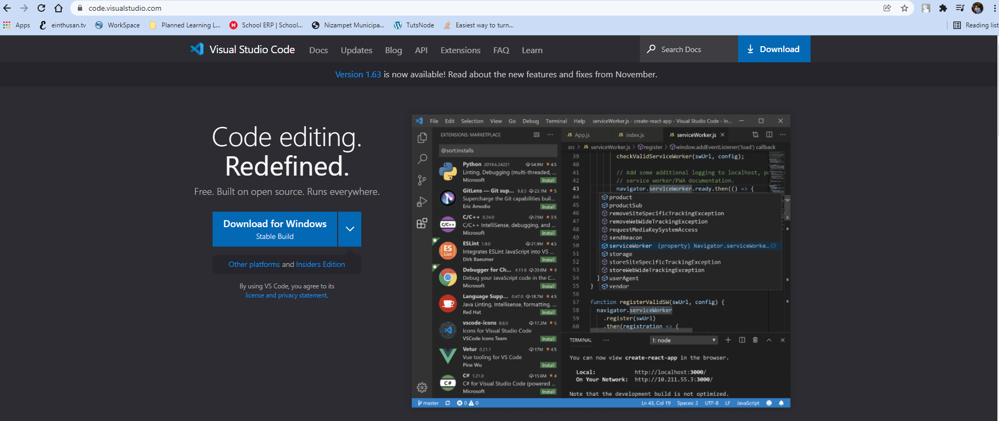 code.visualstudio.com
Apps einthusan.tv WorkSpace Planned Learning L... School ERP | School... Nizampet Municipa... TutsNode Easiest way to turn... Reading list
Visual Studio Code Docs Updates Blog API Extensions FAQ Learn Search Docs Download
Version 1.63 is now available! Read about the new features and fixes from November.
Code editing.
Redefined.
Free. Built on open source. Runs everywhere.
Download for Windows
Stable Build
Other platforms and Insiders Edition
By using VS Code, you agree to its
license and privacy statement.
File Edit Selection View Go Debug Terminal Help serviceWorker.js - create-react-app - Visual Studio Code - In...
EXTENSIONS: MARKETPLACE
@sort:installs
Python 2019.6.24221 54.9M 4.5
Linting, Debugging (multi-threaded, ...
Microsoft Install
GitLens — Git sup... 9.8.5 23.1M 5
Supercharge the Git capabilities buil...
Eric Amodio Install
C/C++ 0.24.0 23M 3.5
C/C++ IntelliSense, debugging, and ...
Microsoft Install
C/C++
ESLint 1.9.0 21.9M 4.5
Integrates ESLint JavaScript into VS ...
Dirk Baeumer Install
ES
Lint
Debugger for Ch... 4.11.6 20.6M 4
Debug your JavaScript code in the C...
Microsoft Install
Language Supp... 0.47.0 18.7M 4.5
Java Linting, Intellisense, formatting, ...
Red Hat Install
vscode-icons 8.8.0 17.2M 5
Icons for Visual Studio Code
VSCode Icons Team Install
Vetur 0.21.1 17M 4.5
Vue tooling for VS Code
Pine Wu Install
C# 1.21.0 15.6M 4
C# for Visual Studio Code (powered ...
Microsoft Install
C#
JS App.js JS index.js JS serviceWorker.js
src > JS serviceWorker.js > register > window.addEventListener('load') callback
39 checkValidServiceWorker(swUrl, config);
40
41 // Add some additional logging to localhost, p
42 // service worker/PWA documentation.
43 navigator.serviceWorker.ready.then(() => {
44 product
45 productSub
46 removeSiteSpecificTrackingException
47 removeWebWideTrackingException
48 requestMediaKeySystemAccess
49 sendBeacon
50 serviceWorker (property) Navigator.serviceWorke...
51 storage
52 storeSiteSpecificTrackingException
53 storeWebWideTrackingException
54 } userAgent
55 } vendor
56
57 function registerValidSW(swUrl, config) {
58 navigator.serviceWorker
59 .register(swUrl)
60 .then(registration => {
TERMINAL ... 1: node
You can now view create-react-app in the browser.
Local: http://localhost:3000/
On Your Network: http://10.211.55.3:3000/
Note that the development build is not optimized.
master 0 0 Ln 43, Col 19 Spaces: 2 UTF-8 LF JavaScript